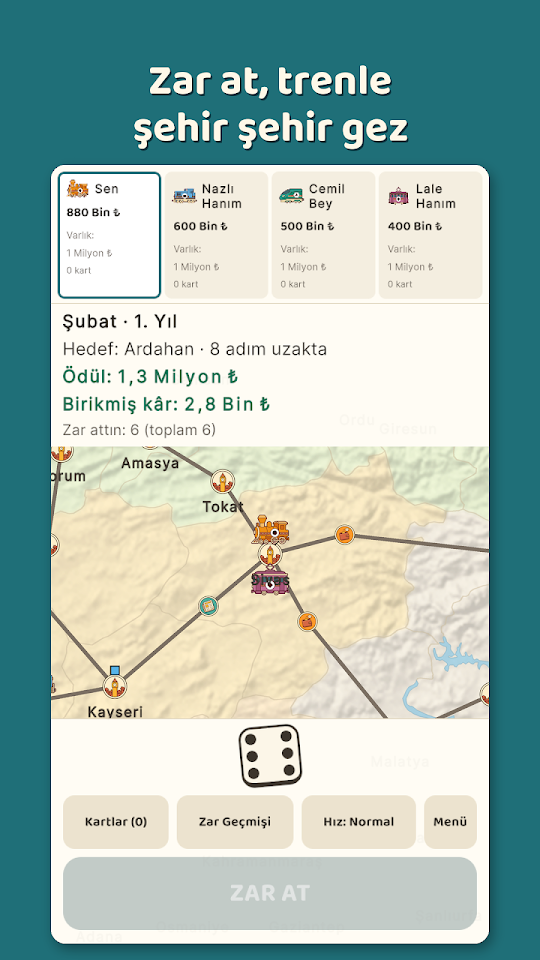 Zar at, trenle
şehir şehir gez
Sen
880 Bin ₺
Varlık:
1 Milyon ₺
0 kart
Nazlı
Hanım
600 Bin ₺
Varlık:
1 Milyon ₺
0 kart
Cemil
Bey
500 Bin ₺
Varlık:
1 Milyon ₺
0 kart
Lale
Hanım
400 Bin ₺
Varlık:
1 Milyon ₺
0 kart
Şubat · 1. Yıl
Hedef: Ardahan · 8 adım uzakta
Ödül: 1,3 Milyon ₺
Birikmiş kâr: 2,8 Bin ₺
Zar attın: 6 (toplam 6)
Ordu
Giresun
orum
Amasya
Tokat
Sivas
Kayseri
Malatya
Kartlar (0)
Zar Geçmişi
Hız: Normal
Menü
ZAR AT
Adana